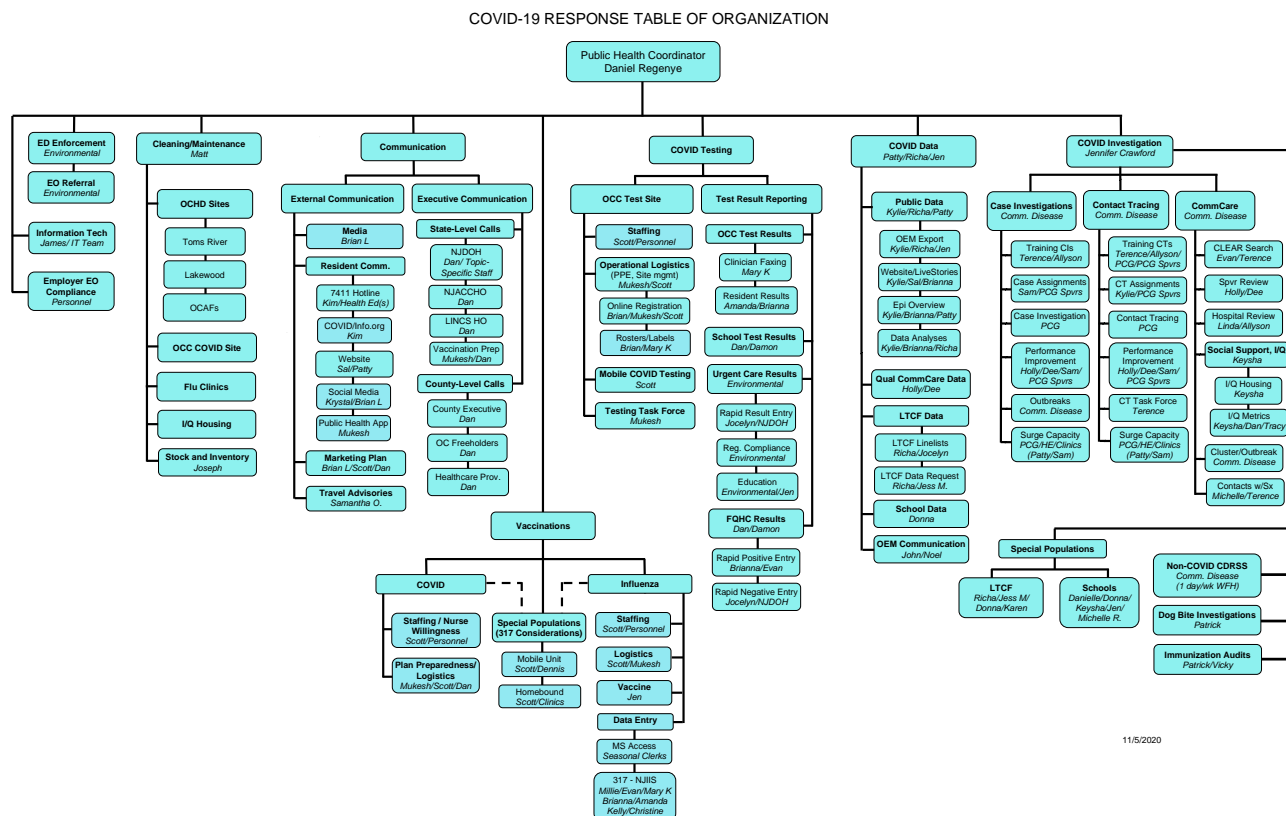 COVID-19 RESPONSE TABLE OF ORGANIZATION
Public Health Coordinator
Daniel Regenye
ED Enforcement
Environmental
EO Referral
Environmental
Information Tech
James/ IT Team
Employer EO
Compliance
Personnel
Cleaning/Maintenance
Matt
OCHD Sites
Toms River
Lakewood
OCAFs
OCC COVID Site
Flu Clinics
I/Q Housing
Stock and Inventory
Joseph
Communication
External Communication
Media
Brian L
Resident Comm.
7411 Hotline
Kim/Health Ed(s)
COVID/Info.org
Kim
Website
Sal/Patty
Social Media
Krystal/Brian L
Public Health App
Mukesh
Marketing Plan
Brian L/Scott/Dan
Travel Advisories
Samantha O.
Executive Communication
State-Level Calls
NJDOH
Dan/ Topic-
Specific Staff
NJACCHO
Dan
LINCS HO
Dan
Vaccination Prep
Mukesh/Dan
County-Level Calls
County Executive
Dan
OC Freeholders
Dan
Healthcare Prov.
Dan
Vaccinations
COVID
Staffing / Nurse
Willingness
Scott/Personnel
Plan Preparedness/
Logistics
Mukesh/Scott/Dan
Special Populations
(317 Considerations)
Mobile Unit
Scott/Dennis
Homebound
Scott/Clinics
Influenza
Staffing
Scott/Personnel
Logistics
Scott/Mukesh
Vaccine
Jen
Data Entry
MS Access
Seasonal Clerks
317 - NJIIS
Millie/Evan/Mary K
Brianna/Amanda
Kelly/Christine
COVID Testing
OCC Test Site
Staffing
Scott/Personnel
Operational Logistics
(PPE, Site mgmt)
Mukesh/Scott
Online Registration
Brian/Mukesh/Scott
Rosters/Labels
Brian/Mary K
Mobile COVID Testing
Scott
Testing Task Force
Mukesh
Test Result Reporting
OCC Test Results
Clinician Faxing
Mary K
Resident Results
Amanda/Brianna
School Test Results
Dan/Damon
Urgent Care Results
Environmental
Rapid Result Entry
Jocelyn/NJDOH
Reg. Compliance
Environmental
Education
Environmental/Jen
FQHC Results
Dan/Damon
Rapid Positive Entry
Brianna/Evan
Rapid Negative Entry
Jocelyn/NJDOH
COVID Data
Patty/Richa/Jen
Public Data
Kylie/Richa/Patty
OEM Export
Kylie/Richa/Jen
Website/LiveStories
Kylie/Sal/Brianna
Epi Overview
Kylie/Brianna/Patty
Data Analyses
Kylie/Brianna/Richa
Qual CommCare Data
Holly/Dee
LTCF Data
LTCF Linelists
Richa/Jocelyn
LTCF Data Request
Richa/Jess M.
School Data
Donna
OEM Communication
John/Noel
COVID Investigation
Jennifer Crawford
Case Investigations
Comm. Disease
Training CIs
Terence/Allyson
Case Assignments
Sam/PCG Spvrs
Case Investigation
PCG
Performance
Improvement
Holly/Dee/Sam/
PCG Spvrs
Outbreaks
Comm. Disease
Surge Capacity
PCG/HE/Clinics
(Patty/Sam)
Contact Tracing
Comm. Disease
Training CTs
Terence/Allyson/
PCG/PCG Spvrs
CT Assignments
Kylie/PCG Spvrs
Contact Tracing
PCG
Performance
Improvement
Holly/Dee/Sam/
PCG Spvrs
CT Task Force
Terence
Surge Capacity
PCG/HE/Clinics
(Patty/Sam)
CommCare
Comm. Disease
CLEAR Search
Evan/Terence
Spvr Review
Holly/Dee
Hospital Review
Linda/Allyson
Social Support, I/Q
Keysha
I/Q Housing
Keysha
I/Q Metrics
Keysha/Dan/Tracy
Cluster/Outbreak
Comm. Disease
Contacts w/Sx
Michelle/Terence
Special Populations
LTCF
Richa/Jess M/
Donna/Karen
Schools
Danielle/Donna/
Keysha/Jen/
Michelle R.
Non-COVID CDRSS
Comm. Disease
(1 day/wk WFH)
Dog Bite Investigations
Patrick
Immunization Audits
Patrick/Vicky
11/5/2020